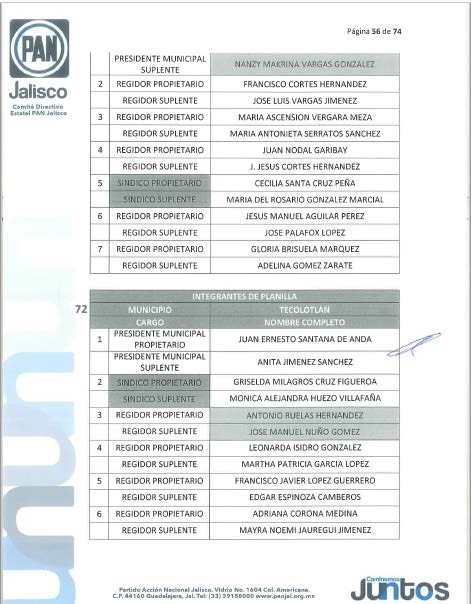 Página 56 de 74
PAN
Jalisco
Comité Directivo
Estatal PAN Jalisco
PRESIDENTE MUNICIPAL SUPLENTE NANZY MAKRINA VARGAS GONZALEZ
2 REGIDOR PROPIETARIO FRANCISCO CORTES HERNANDEZ
REGIDOR SUPLENTE JOSE LUIS VARGAS JIMENEZ
3 REGIDOR PROPIETARIO MARIA ASCENSION VERGARA MEZA
REGIDOR SUPLENTE MARIA ANTONIETA SERRATOS SANCHEZ
4 REGIDOR PROPIETARIO JUAN NODAL GARIBAY
REGIDOR SUPLENTE J. JESUS CORTES HERNANDEZ
5 SINDICO PROPIETARIO CECILIA SANTA CRUZ PEÑA
SINDICO SUPLENTE MARIA DEL ROSARIO GONZALEZ MARCIAL
6 REGIDOR PROPIETARIO JESUS MANUEL AGUILAR PEREZ
REGIDOR SUPLENTE JOSE PALAFOX LOPEZ
7 REGIDOR PROPIETARIO GLORIA BRISUELA MARQUEZ
REGIDOR SUPLENTE ADELINA GOMEZ ZARATE
INTEGRANTES DE PLANILLA
72 MUNICIPIO TECOLOTLAN
CARGO NOMBRE COMPLETO
1 PRESIDENTE MUNICIPAL PROPIETARIO JUAN ERNESTO SANTANA DE ANDA
PRESIDENTE MUNICIPAL SUPLENTE ANITA JIMENEZ SANCHEZ
2 SINDICO PROPIETARIO GRISELDA MILAGROS CRUZ FIGUEROA
SINDICO SUPLENTE MONICA ALEJANDRA HUEZO VILLAFAÑA
3 REGIDOR PROPIETARIO ANTONIO RUELAS HERNANDEZ
REGIDOR SUPLENTE JOSE MANUEL NUÑO GOMEZ
4 REGIDOR PROPIETARIO LEONARDA ISIDRO GONZALEZ
REGIDOR SUPLENTE MARTHA PATRICIA GARCIA LOPEZ
5 REGIDOR PROPIETARIO FRANCISCO JAVIER LOPEZ GUERRERO
REGIDOR SUPLENTE EDGAR ESPINOZA CAMBEROS
6 REGIDOR PROPIETARIO ADRIANA CORONA MEDINA
REGIDOR SUPLENTE MAYRA NOEMI JAUREGUI JIMENEZ
Partido Acción Nacional Jalisco. Vidrio No. 1604 Col. Americana.
C.P. 44160 Guadalajara, Jal. Tel: (33) 39158000 www.panjal.org.mx
Caminemos
Juntos